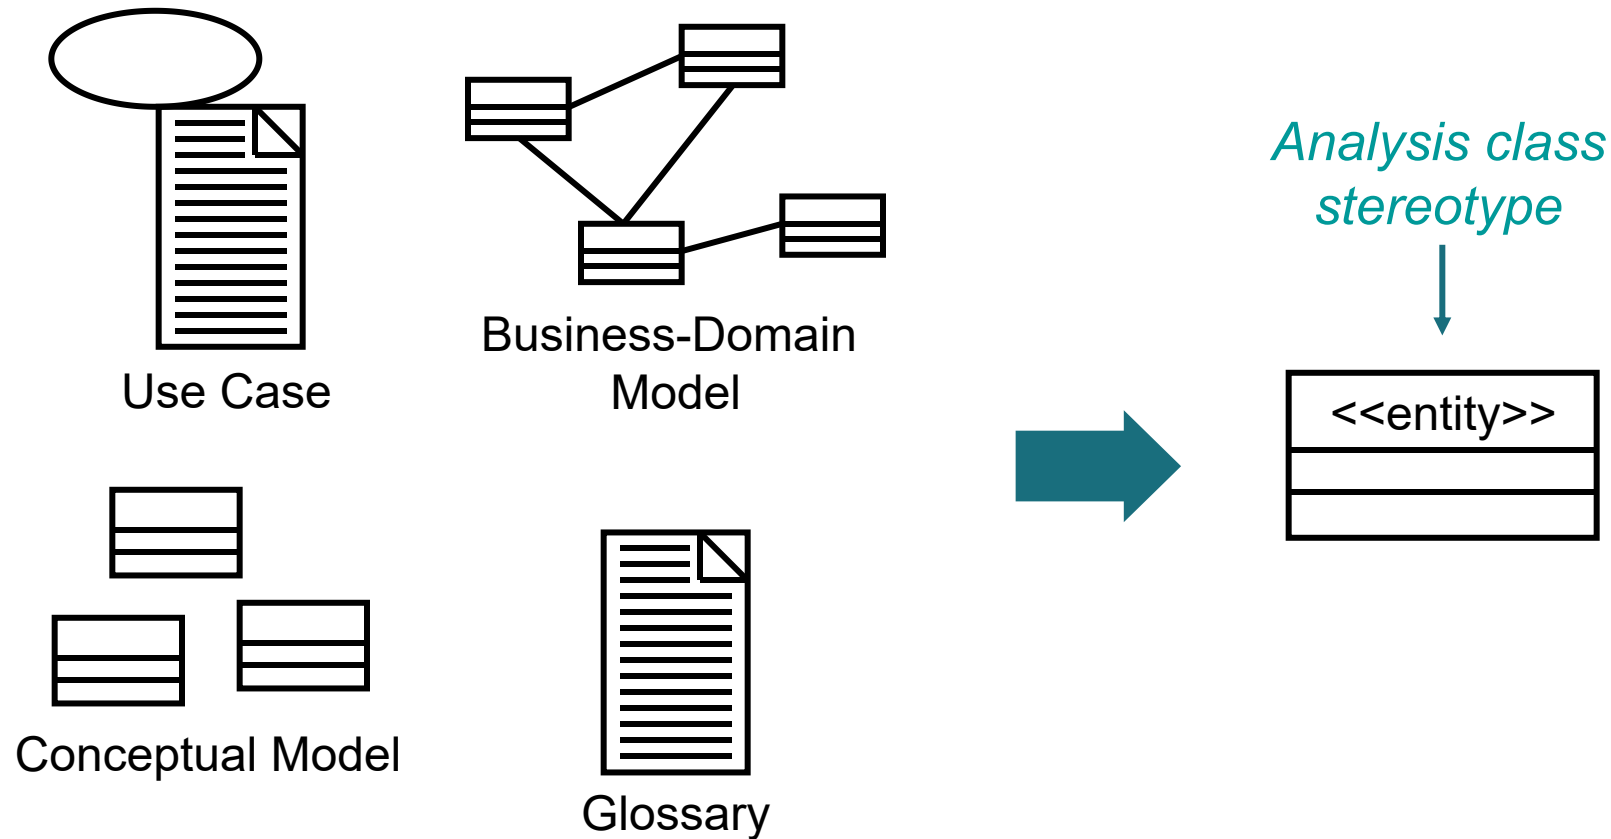 Use Case
Business-Domain
Model
Conceptual Model
Glossary
Analysis class
stereotype
<<entity>>